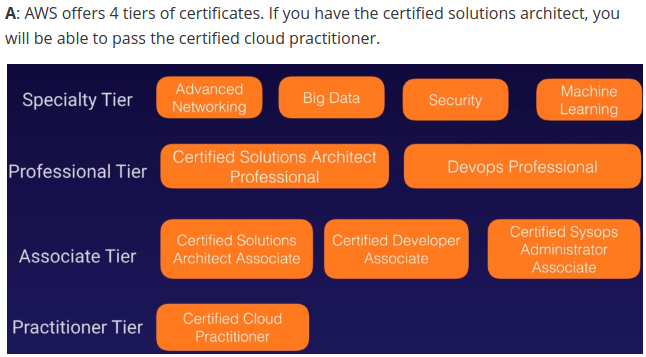 A: AWS offers 4 tiers of certificates. If you have the certified solutions architect, you
will be able to pass the certified cloud practitioner.
Specialty Tier
Advanced
Networking
Big Data
Security
Machine
Learning
Professional Tier
Certified Solutions Architect
Professional
Devops Professional
Associate Tier
Certified Solutions
Architect Associate
Certified Developer
Associate
Certified Sysops
Administrator
Associate
Practitioner Tier
Certified Cloud
Practitioner